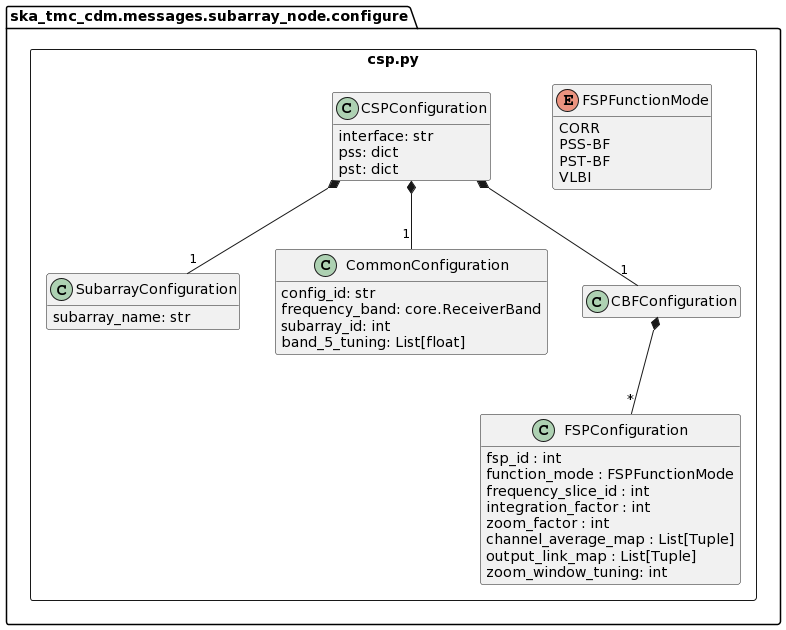 ska_tmc_cdm.messages.subarray_node.configure
csp.py
C CSPConfiguration
interface: str
pss: dict
pst: dict
E FSPFunctionMode
CORR
PSS-BF
PST-BF
VLBI
1
1
1
C SubarrayConfiguration
subarray_name: str
C CommonConfiguration
config_id: str
frequency_band: core.ReceiverBand
subarray_id: int
band_5_tuning: List[float]
C CBFConfiguration
*
C FSPConfiguration
fsp_id : int
function_mode : FSPFunctionMode
frequency_slice_id : int
integration_factor : int
zoom_factor : int
channel_average_map : List[Tuple]
output_link_map : List[Tuple]
zoom_window_tuning: int